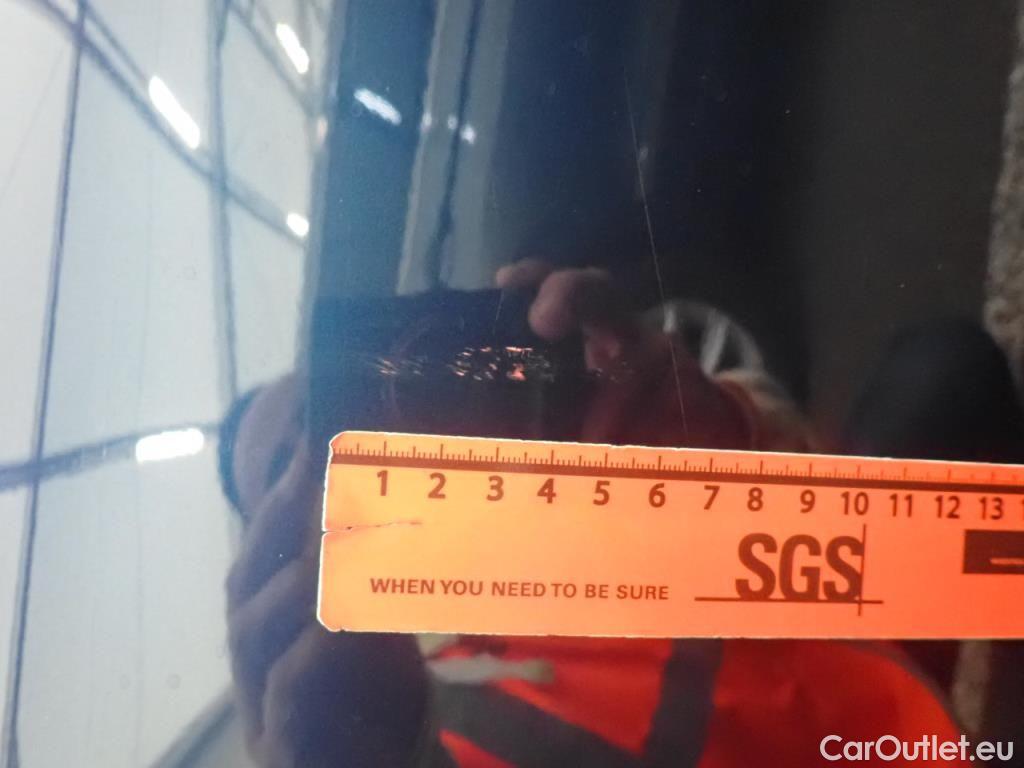 1 2 3 4 5 6 7 8 9 10 11 12 13
SGS
WHEN YOU NEED TO BE SURE
CarOutlet.eu